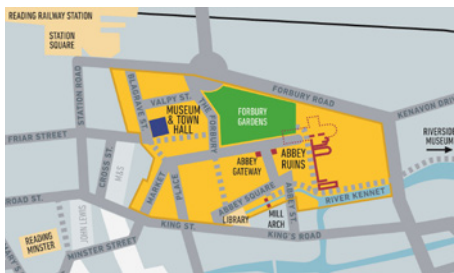 READING RAILWAY STATION
STATION
SQUARE
STATION ROAD
BLAGRAVE ST.
VALPY ST.
MUSEUM
& TOWN
HALL
THE FORBURY
FORBURY
GARDENS
FORBURY ROAD
KENAVON DRIV
FRIAR STREET
CROSS ST.
M&S
MARKET
PLACE
ABBEY
GATEWAY
ABBEY
RUINS
RIVERSIDE
MUSEUM
ROAD ST.
JOHN LEWIS
KING ST.
ABBEY SQUARE
ABBEY ST.
RIVER KENNET
LIBRARY
MILL
ARCH
KING'S ROAD
READING
MINSTER
MINSTER STREET